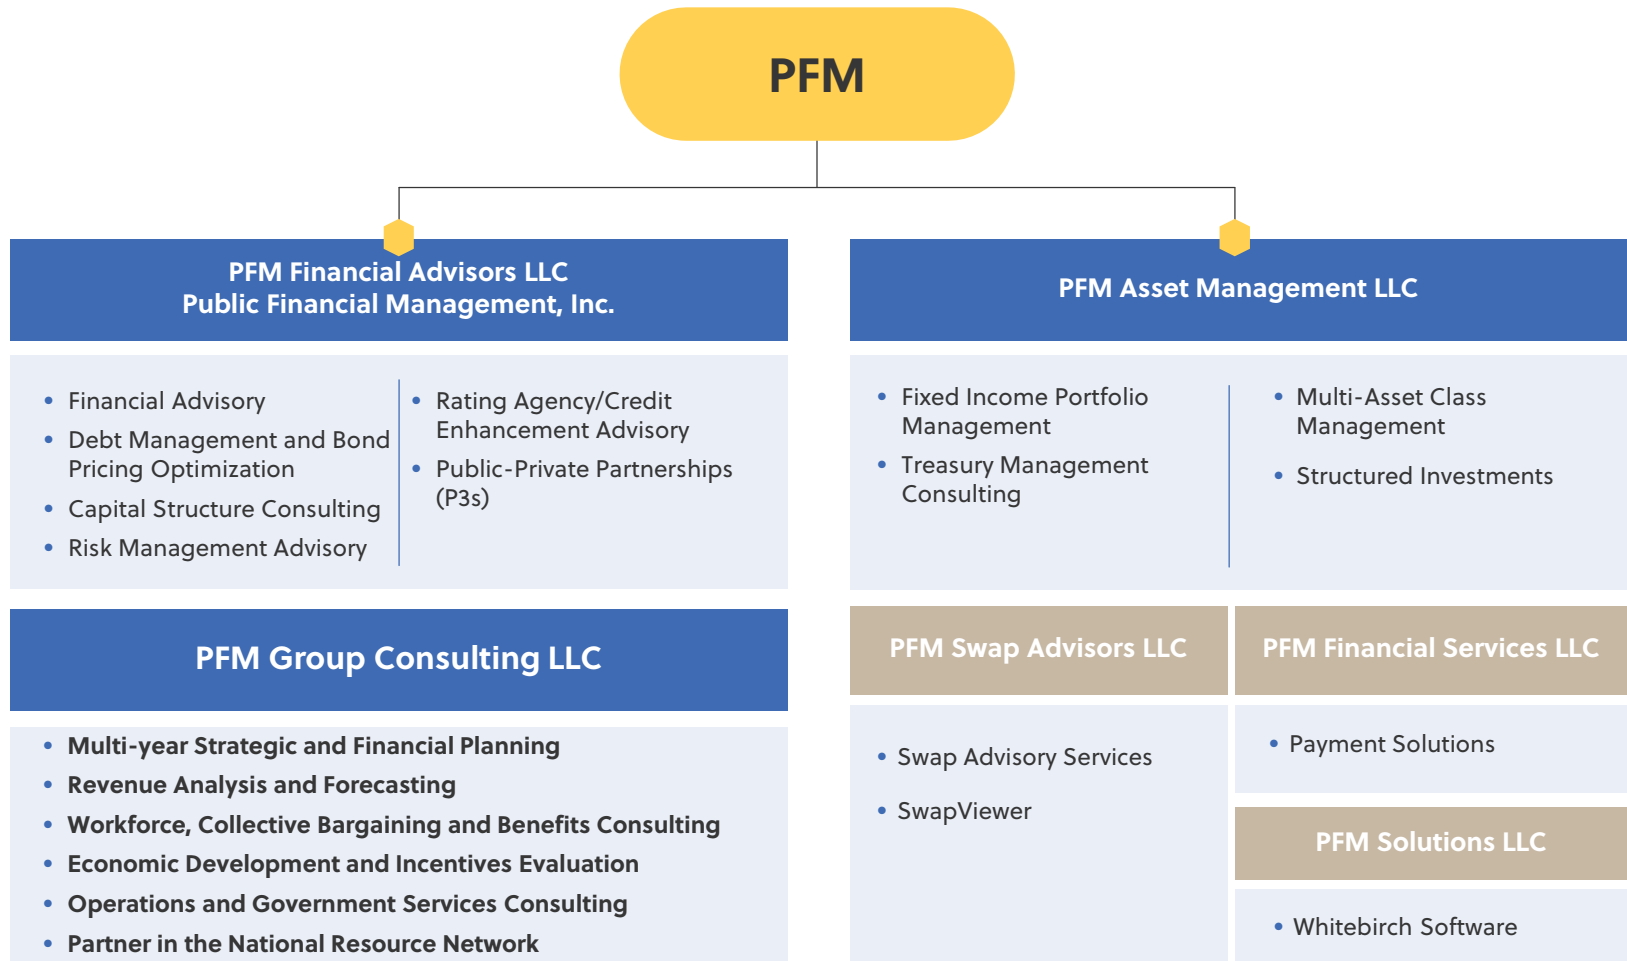 PFM
PFM Financial Advisors LLC
Public Financial Management, Inc.
• Financial Advisory
• Debt Management and Bond
Pricing Optimization
• Capital Structure Consulting
• Risk Management Advisory
• Rating Agency/Credit
Enhancement Advisory
• Public-Private Partnerships
(P3s)
PFM Group Consulting LLC
• Multi-year Strategic and Financial Planning
• Revenue Analysis and Forecasting
• Workforce, Collective Bargaining and Benefits Consulting
• Economic Development and Incentives Evaluation
• Operations and Government Services Consulting
• Partner in the National Resource Network
PFM Asset Management LLC
• Fixed Income Portfolio
Management
• Treasury Management
Consulting
• Multi-Asset Class
Management
• Structured Investments
PFM Swap Advisors LLC
• Swap Advisory Services
• SwapViewer
PFM Financial Services LLC
• Payment Solutions
PFM Solutions LLC
• Whitebirch Software